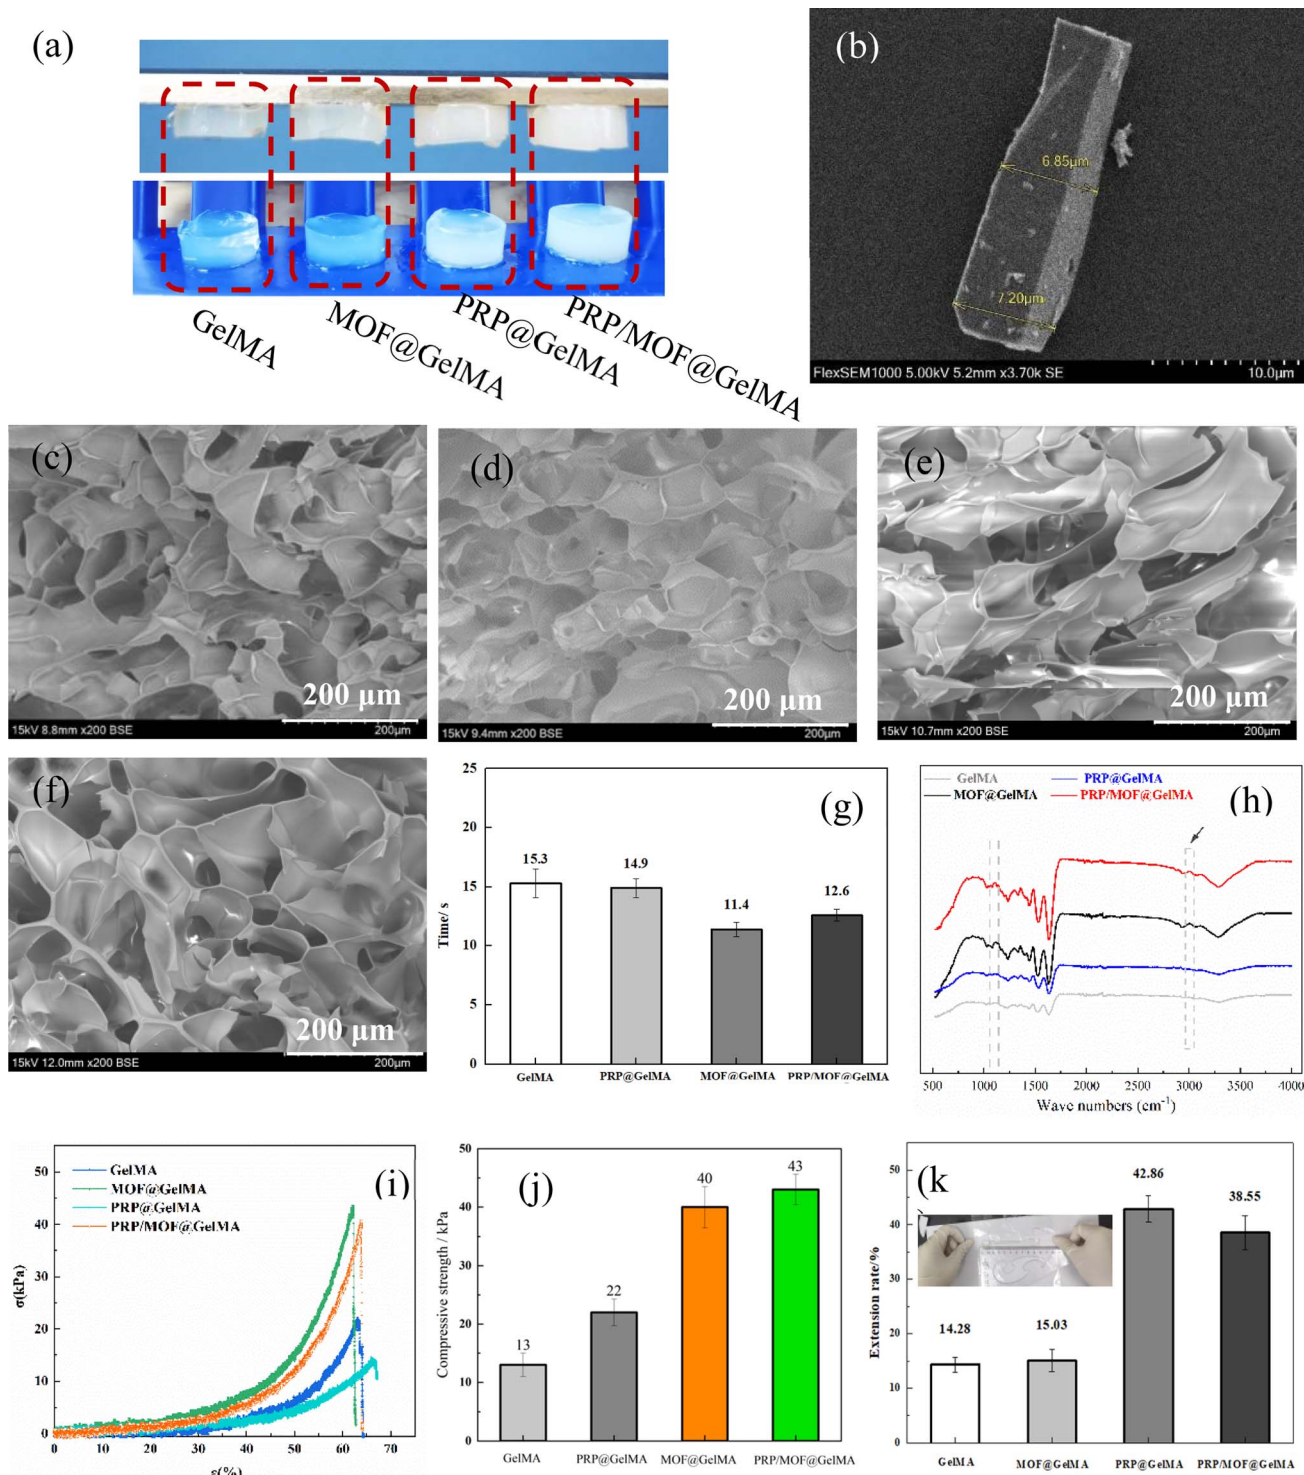 (a)
GelMA
MOF@GelMA
PRP@GelMA
PRP/MOF@GelMA
(b)
6.85μm
7.20μm
FlexSEM1000 5.00kV 5.2mm x3.70k SE
10.0μm
(c)
200 μm
15kV 8.8mm x200 BSE
200μm
(d)
200 μm
15kV 9.4mm x200 BSE
200μm
(e)
200 μm
15kV 10.7mm x200 BSE
200μm
(f)
200 μm
15kV 12.0mm x200 BSE
200μm
(g)
Time/ s
25
20
15
10
5
0
15.3
14.9
11.4
12.6
GelMA
PRP@GelMA
MOF@GelMA
PRP/MOF@GelMA
(h)
GelMA
PRP@GelMA
MOF@GelMA
PRP/MOF@GelMA
500
1000
1500
2000
2500
3000
3500
4000
Wave numbers (cm⁻¹)
(i)
GelMA
MOF@GelMA
PRP@GelMA
PRP/MOF@GelMA
σ(kPa)
50
40
30
20
10
0
0
10
20
30
40
50
60
70
ε(%)
(j)
Compressive strength / kPa
50
40
30
20
10
0
13
22
40
43
GelMA
PRP@GelMA
MOF@GelMA
PRP/MOF@GelMA
(k
Extension rate/%
50
40
30
20
10
0
14.28
15.03
42.86
38.55
GelMA
MOF@GelMA
PRP@GelMA
PRP/MOF@GelMA